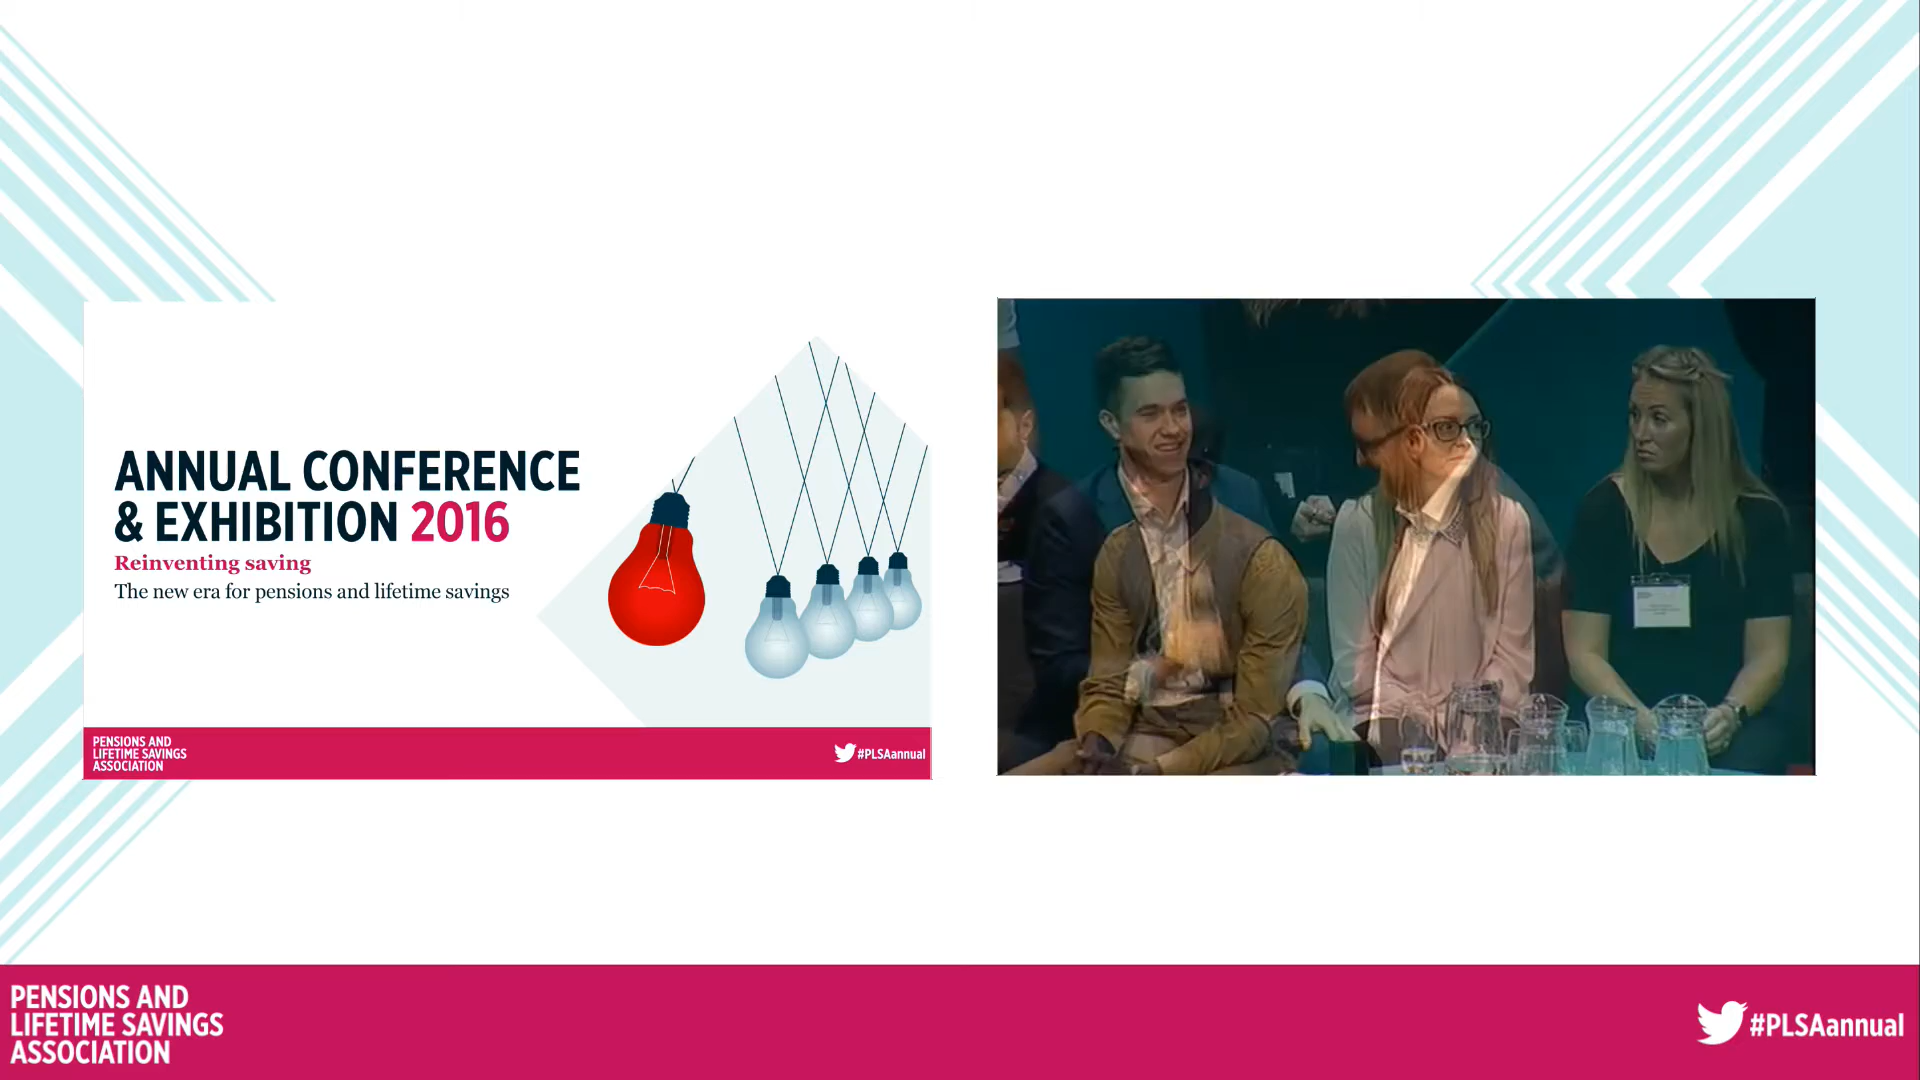 ANNUAL CONFERENCE
& EXHIBITION 2016
Reinventing saving
The new era for pensions and lifetime savings
PENSIONS AND
LIFETIME SAVINGS
ASSOCIATION
#PLSAannual
PENSIONS AND
LIFETIME SAVINGS
ASSOCIATION
#PLSAannual